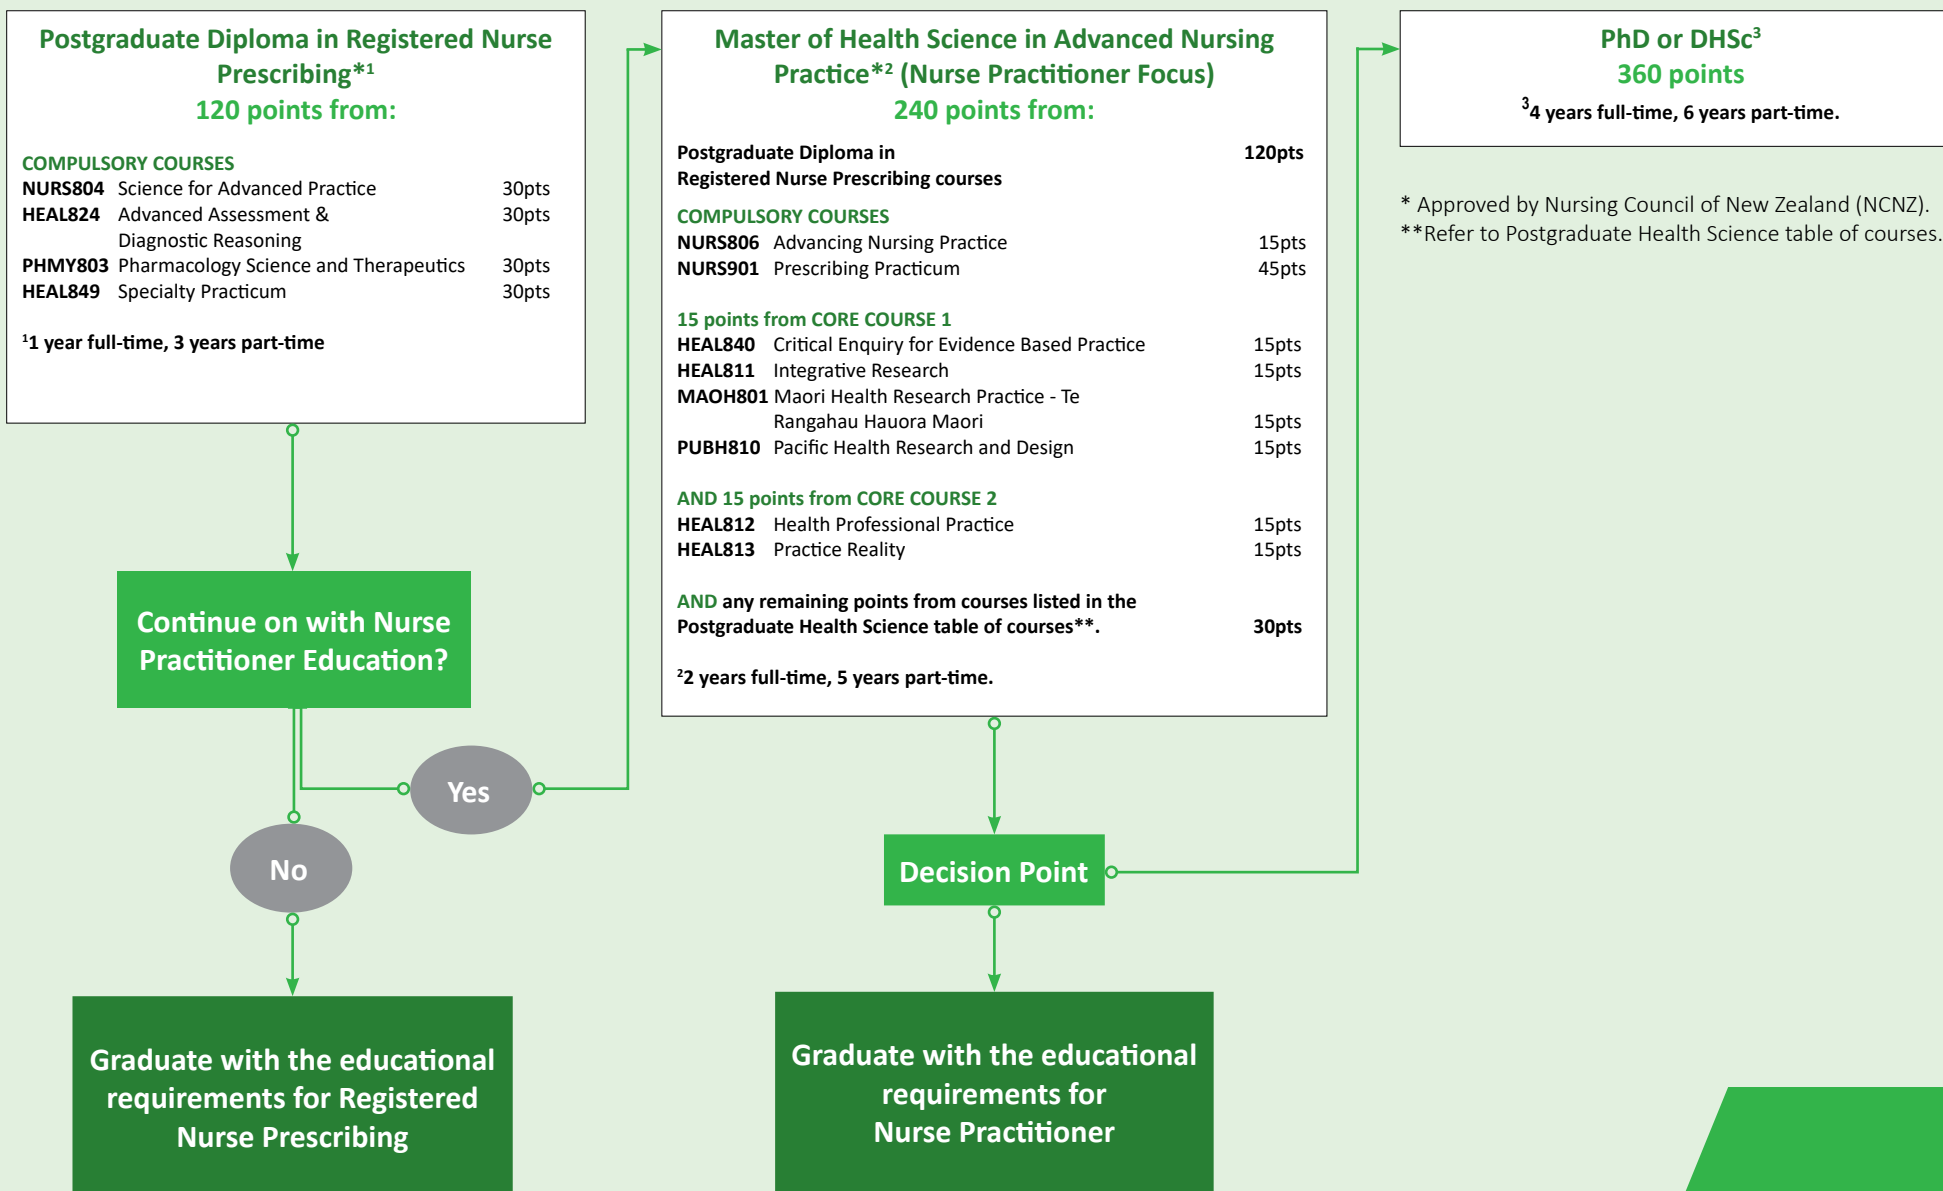 Postgraduate Diploma in Registered Nurse
Prescribing*1
120 points from:
COMPULSORY COURSES
NURS804 Science for Advanced Practice 30pts
HEAL824 Advanced Assessment & 30pts
Diagnostic Reasoning
PHMY803 Pharmacology Science and Therapeutics 30pts
HEAL849 Specialty Practicum 30pts
11 year full-time, 3 years part-time
Continue on with Nurse
Practitioner Education?
Yes
No
Graduate with the educational
requirements for Registered
Nurse Prescribing
Master of Health Science in Advanced Nursing
Practice*2 (Nurse Practitioner Focus)
240 points from:
Postgraduate Diploma in 120pts
Registered Nurse Prescribing courses
COMPULSORY COURSES
NURS806 Advancing Nursing Practice 15pts
NURS901 Prescribing Practicum 45pts
15 points from CORE COURSE 1
HEAL840 Critical Enquiry for Evidence Based Practice 15pts
HEAL811 Integrative Research 15pts
MAOH801 Maori Health Research Practice - Te
Rangahau Hauora Maori 15pts
PUBH810 Pacific Health Research and Design 15pts
AND 15 points from CORE COURSE 2
HEAL812 Health Professional Practice 15pts
HEAL813 Practice Reality 15pts
AND any remaining points from courses listed in the
Postgraduate Health Science table of courses**. 30pts
22 years full-time, 5 years part-time.
Decision Point
Graduate with the educational
requirements for
Nurse Practitioner
PhD or DHSc3
360 points
34 years full-time, 6 years part-time.
* Approved by Nursing Council of New Zealand (NCNZ).
**Refer to Postgraduate Health Science table of courses.